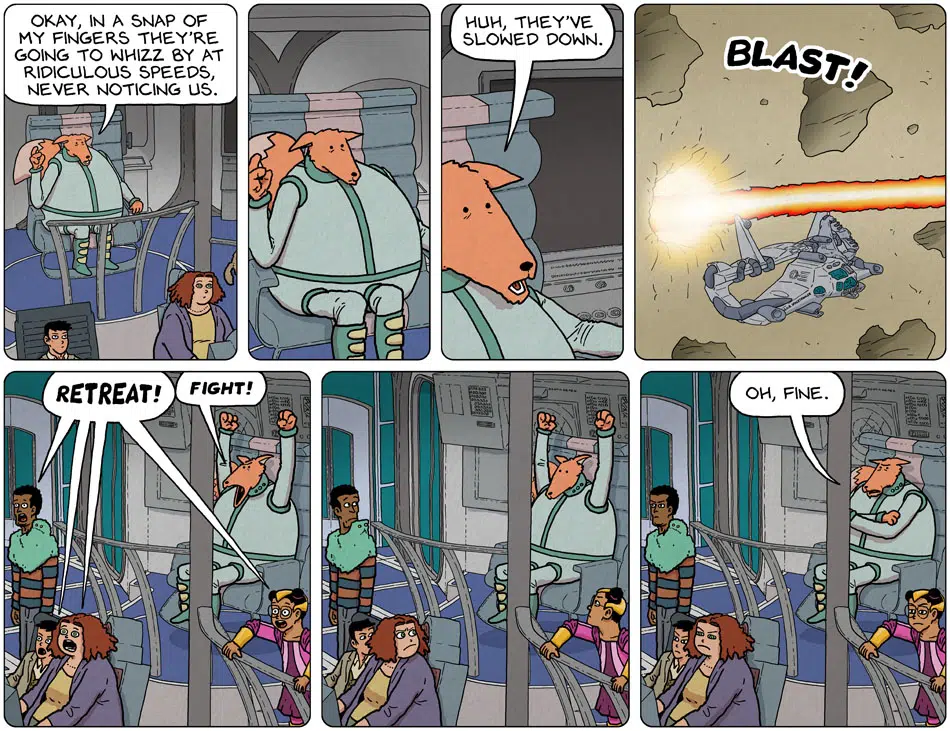 OKAY, IN A SNAP OF
MY FINGERS THEY'RE
GOING TO WHIZZ BY AT
RIDICULOUS SPEEDS,
NEVER NOTICING US.
HUH, THEY'VE
SLOWED DOWN.
BLAST!
RETREAT!
FIGHT!
OH, FINE.